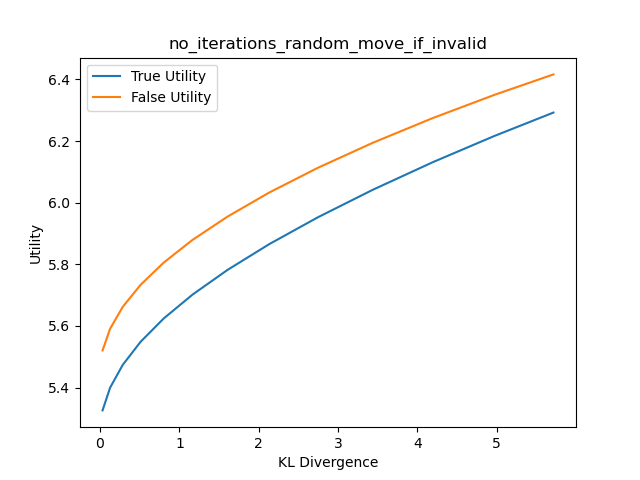 no_iterations_random_move_if_invalid
True Utility
False Utility
Utility
6.4
6.2
6.0
5.8
5.6
5.4
0 1 2 3 4 5
KL Divergence